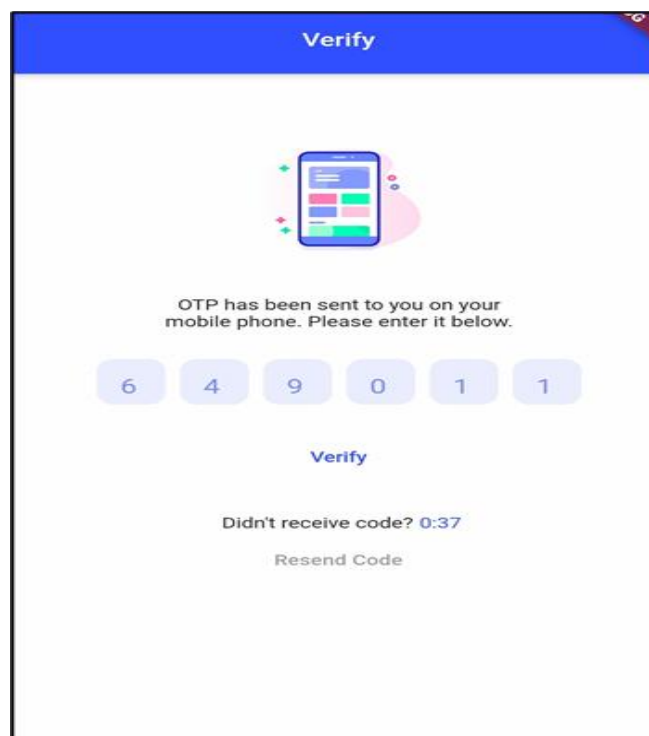 Verify
OTP has been sent to you on your
mobile phone. Please enter it below.
6 4 9 0 1 1
Verify
Didn't receive code? 0:37
Resend Code